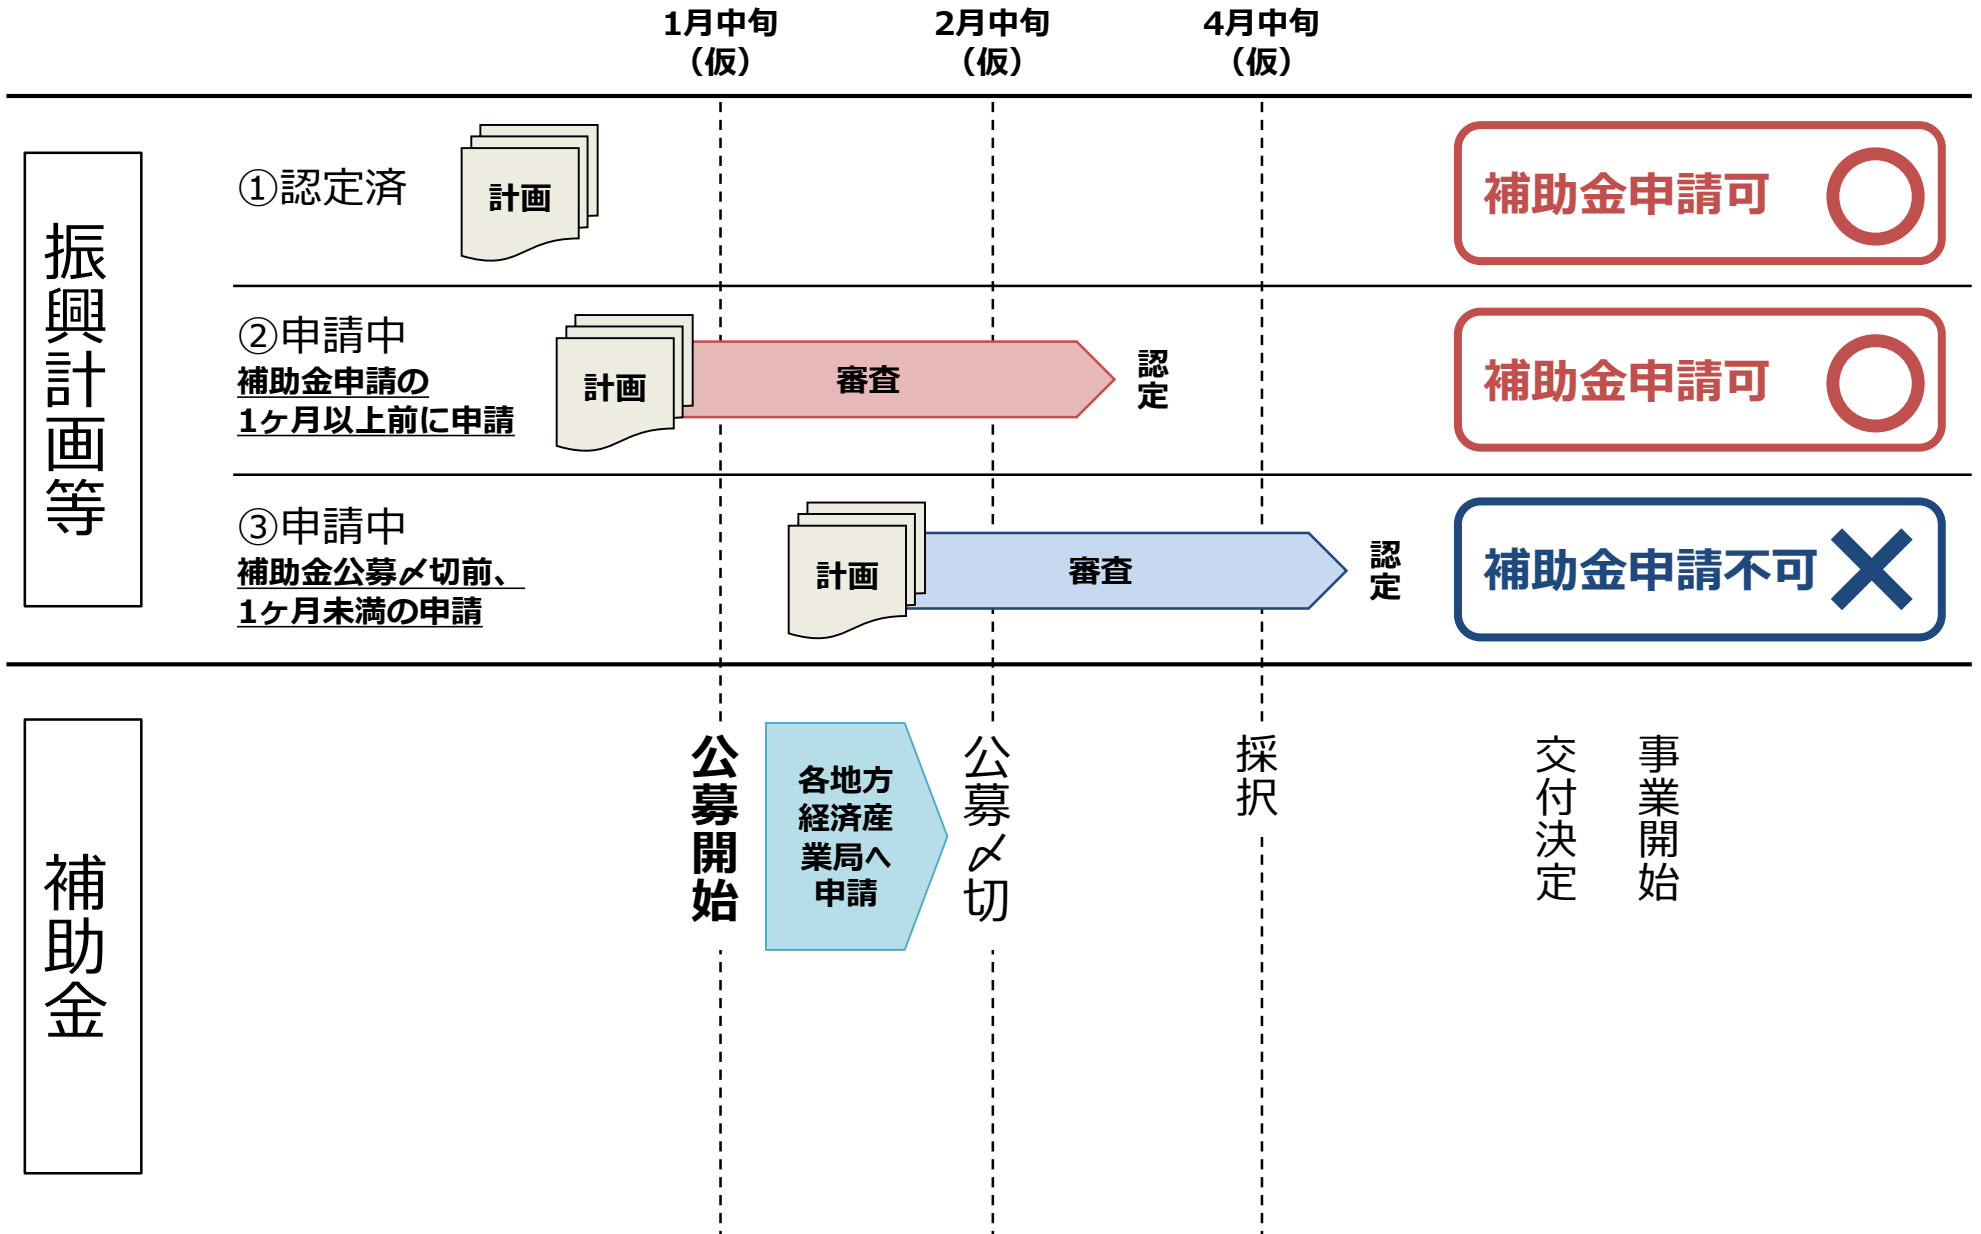 1月中旬
（仮）
2月中旬
（仮）
4月中旬
（仮）
振興計画等
①認定済
計画
補助金申請可
②申請中
補助金申請の
1ヶ月以上前に申請
計画
審査
認定
補助金申請可
③申請中
補助金公募〆切前、
1ヶ月未満の申請
計画
審査
認定
補助金申請不可
補助金
公募開始
各地方
経済産
業局へ
申請
公募〆切
採択
交付決定
事業開始